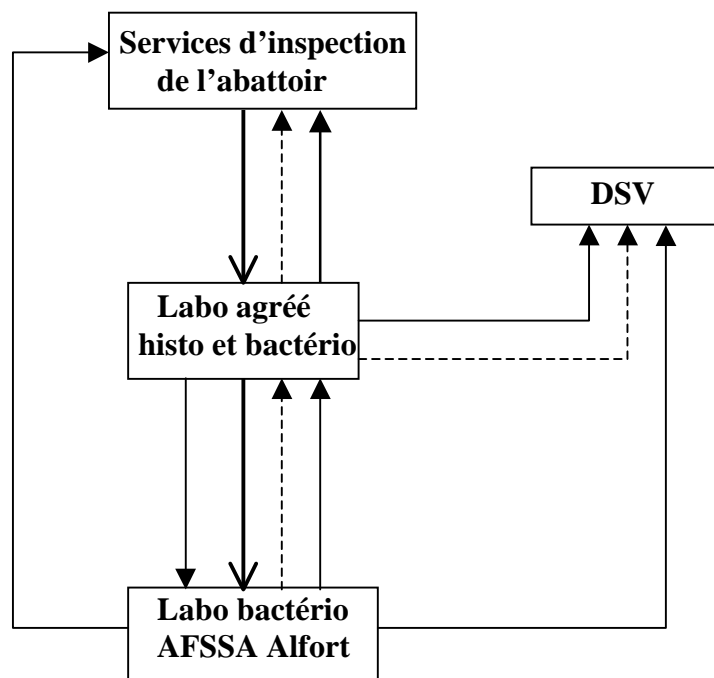 Services d’inspection
de l’abattoir
DSV
Labo agréé
histo et bactério
Labo bactério
AFSSA Alfort